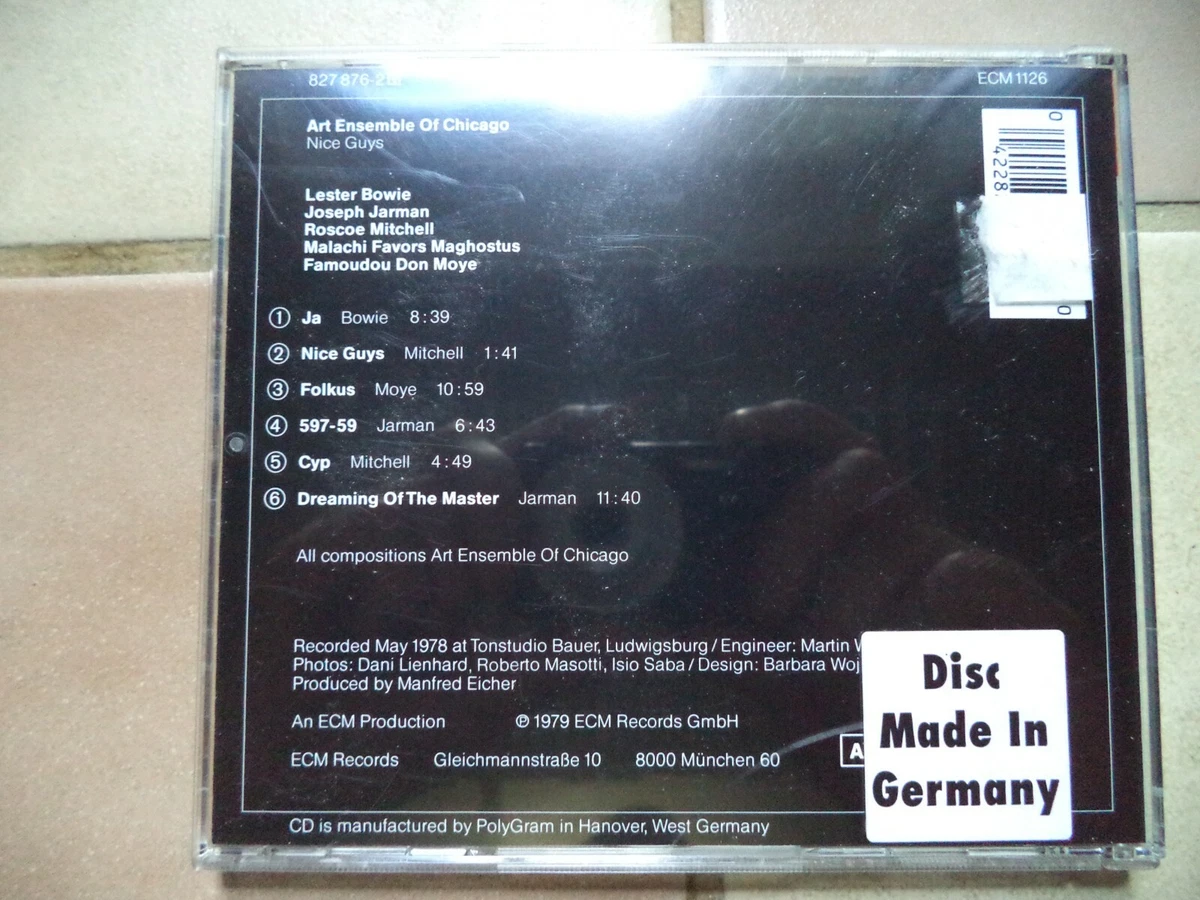 827 876-2
ECM 1126
Art Ensemble Of Chicago
Nice Guys
0
4228
0
Lester Bowie
Joseph Jarman
Roscoe Mitchell
Malachi Favors Maghostus
Famoudou Don Moye
① Ja Bowie 8:39
② Nice Guys Mitchell 1:41
③ Folkus Moye 10:59
④ 597-59 Jarman 6:43
⑤ Cyp Mitchell 4:49
⑥ Dreaming Of The Master Jarman 11:40
All compositions Art Ensemble Of Chicago
Recorded May 1978 at Tonstudio Bauer, Ludwigsburg / Engineer: Martin
Photos: Dani Lienhard, Roberto Masotti, Isio Saba / Design: Barbara
Produced by Manfred Eicher
An ECM Production ℗ 1979 ECM Records GmbH
ECM Records Gleichmannstraße 10 8000 München 60
A
Disc
Made In
Germany
CD is manufactured by PolyGram in Hanover, West Germany